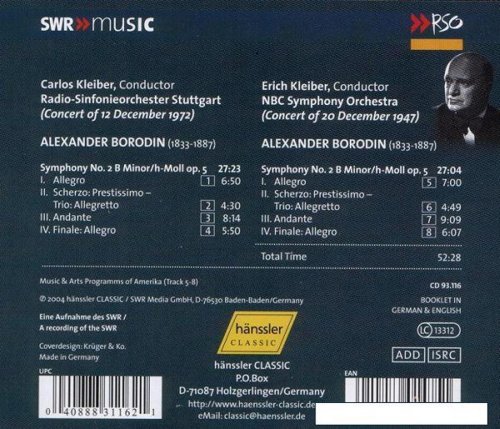 SWR>> MUSIC
>>RSO
Carlos Kleiber, Conductor
Radio-Sinfonieorchester Stuttgart
(Concert of 12 December 1972)
ALEXANDER BORODIN (1833-1887)
Symphony No. 2 B Minor/h-Moll op. 5 27:23
I. Allegro 1 6:50
II. Scherzo: Prestissimo –
Trio: Allegretto 2 4:30
III. Andante 3 8:14
IV. Finale: Allegro 4 5:50
Erich Kleiber, Conductor
NBC Symphony Orchestra
(Concert of 20 December 1947)
ALEXANDER BORODIN (1833-1887)
Symphony No. 2 B Minor/h-Moll op. 5 27:04
I. Allegro 5 7:00
II. Scherzo: Prestissimo –
Trio: Allegretto 6 4:49
III. Andante 7 9:09
IV. Finale: Allegro 8 6:07
Total Time 52:28
Music & Arts Programms of Amerika (Track 5-8)
CD 93.116
℗ 2004 hänssler CLASSIC / SWR Media GmbH, D-76530 Baden-Baden/Germany
BOOKLET IN
GERMAN & ENGLISH
Eine Aufnahme des SWR /
A recording of the SWR
Coverdesign: Krüger & Ko.
Made in Germany
hänssler
CLASSIC
LC 13312
ADD ISRC
hänssler CLASSIC
P.O.Box
D-71087 Holzgerlingen/Germany
http://www.haenssler-classic.de
eMail: classic@haenssler.de
UPC
0 40888 31162 1
EAN